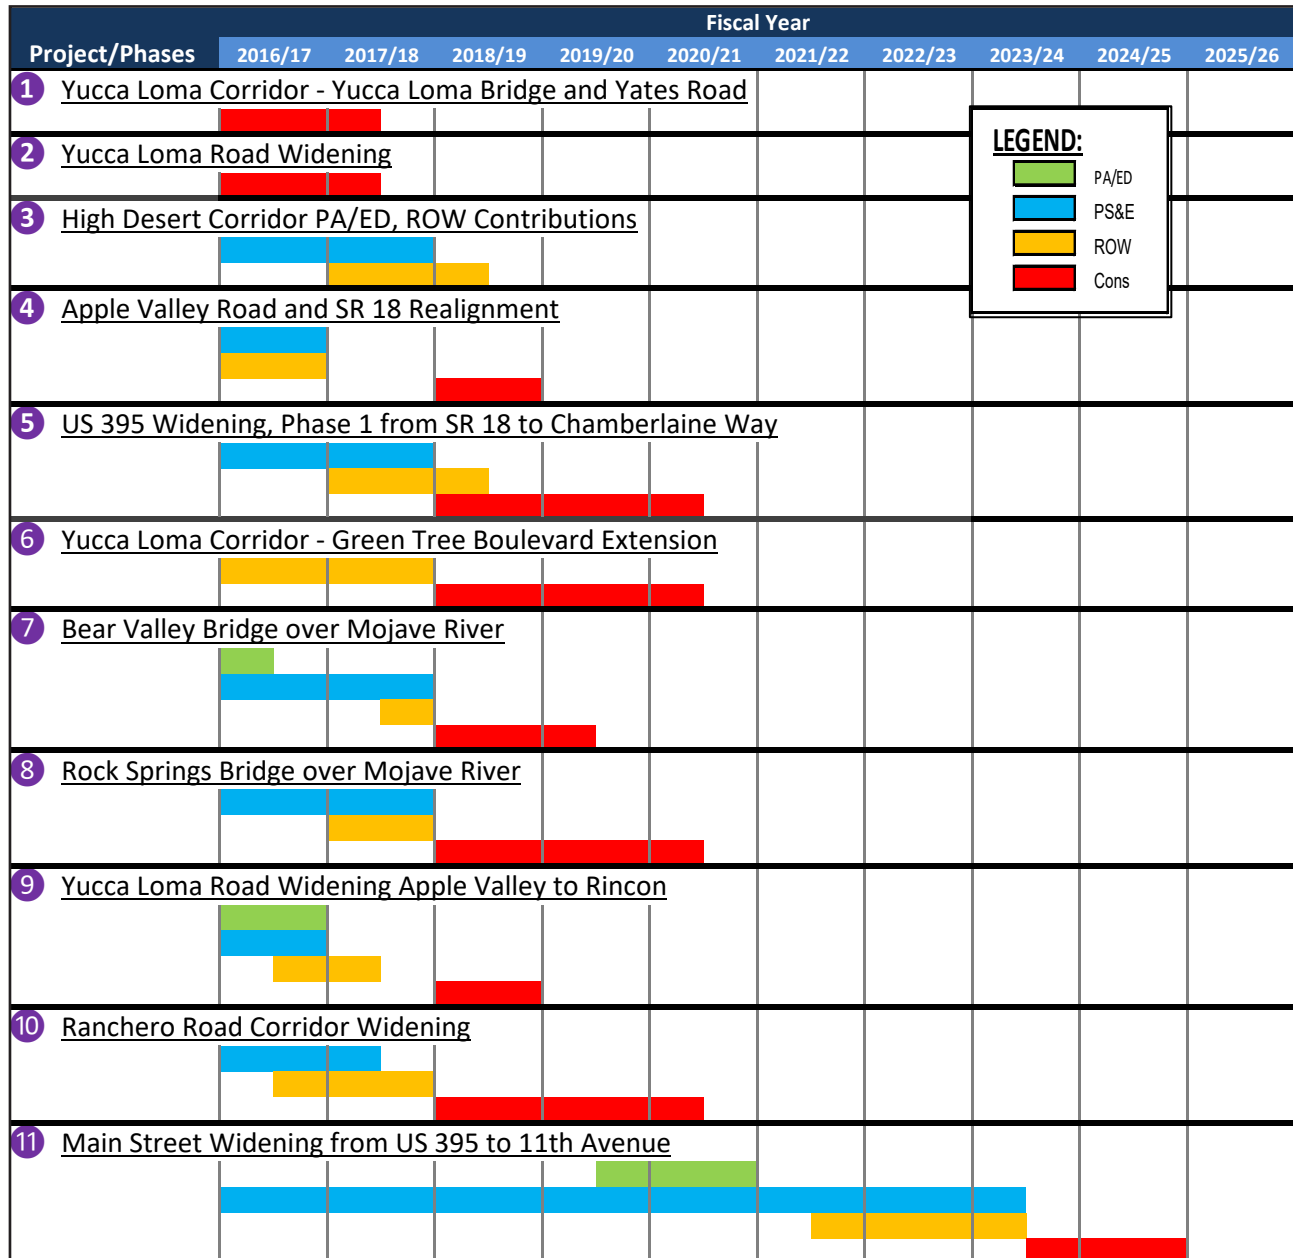 Fiscal Year
Project/Phases 2016/17 2017/18 2018/19 2019/20 2020/21 2021/22 2022/23 2023/24 2024/25 2025/26
1 Yucca Loma Corridor - Yucca Loma Bridge and Yates Road
LEGEND:
PA/ED
PS&E
ROW
Cons
2 Yucca Loma Road Widening
3 High Desert Corridor PA/ED, ROW Contributions
4 Apple Valley Road and SR 18 Realignment
5 US 395 Widening, Phase 1 from SR 18 to Chamberlaine Way
6 Yucca Loma Corridor - Green Tree Boulevard Extension
7 Bear Valley Bridge over Mojave River
8 Rock Springs Bridge over Mojave River
9 Yucca Loma Road Widening Apple Valley to Rincon
10 Ranchero Road Corridor Widening
11 Main Street Widening from US 395 to 11th Avenue